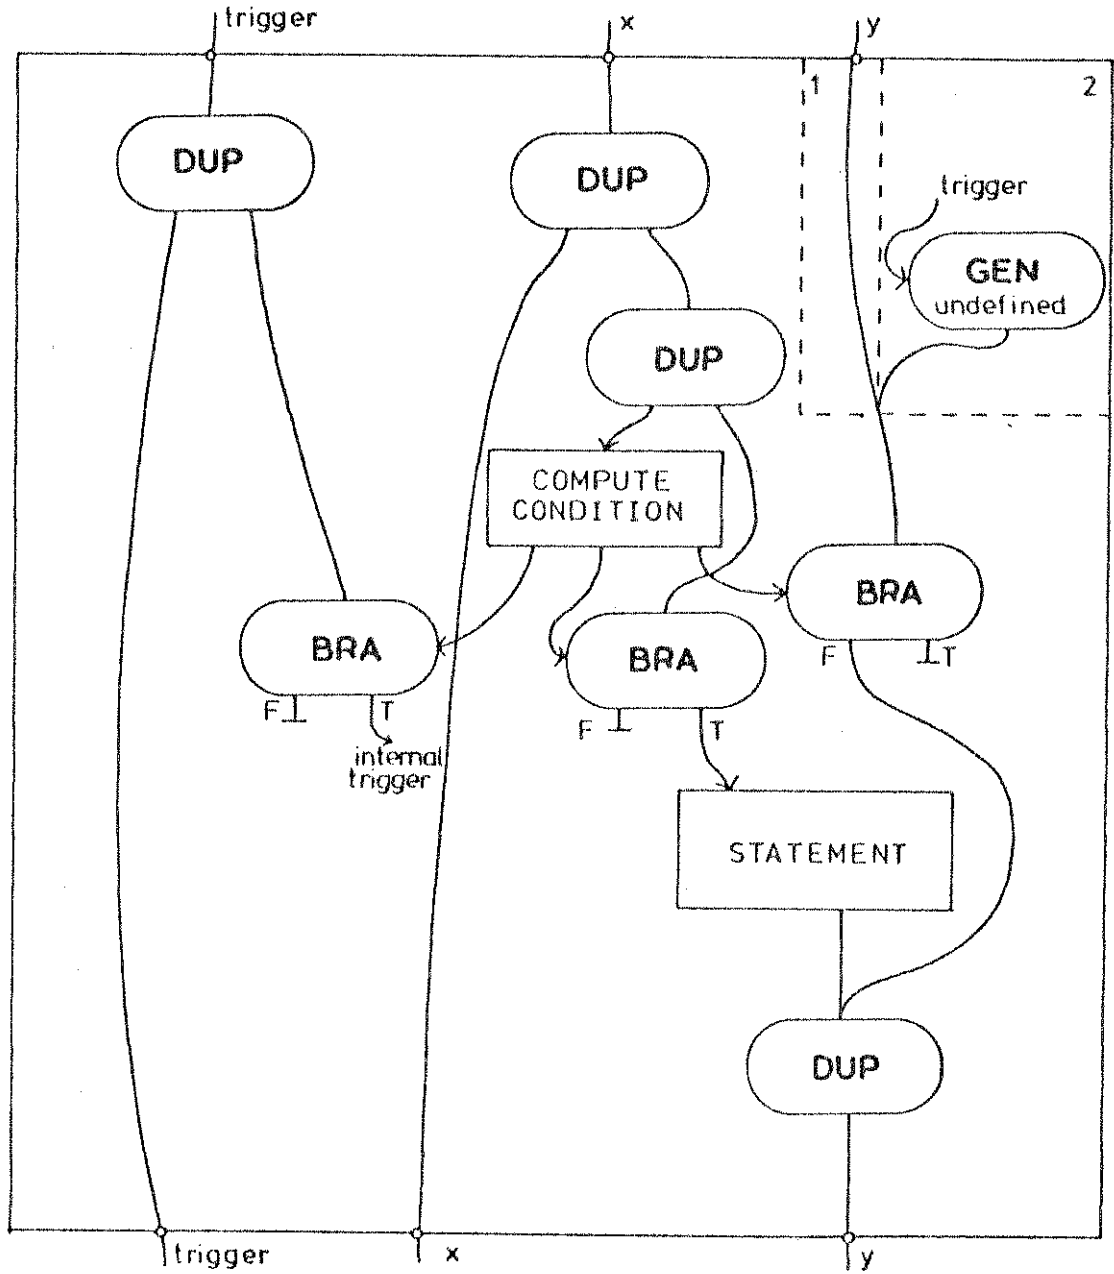 trigger
x
y
1
2
DUP
DUP
trigger
GEN
undefined
DUP
COMPUTE
CONDITION
BRA
BRA
BRA
F
T
F
T
internal
trigger
F
T
STATEMENT
DUP
trigger
x
y